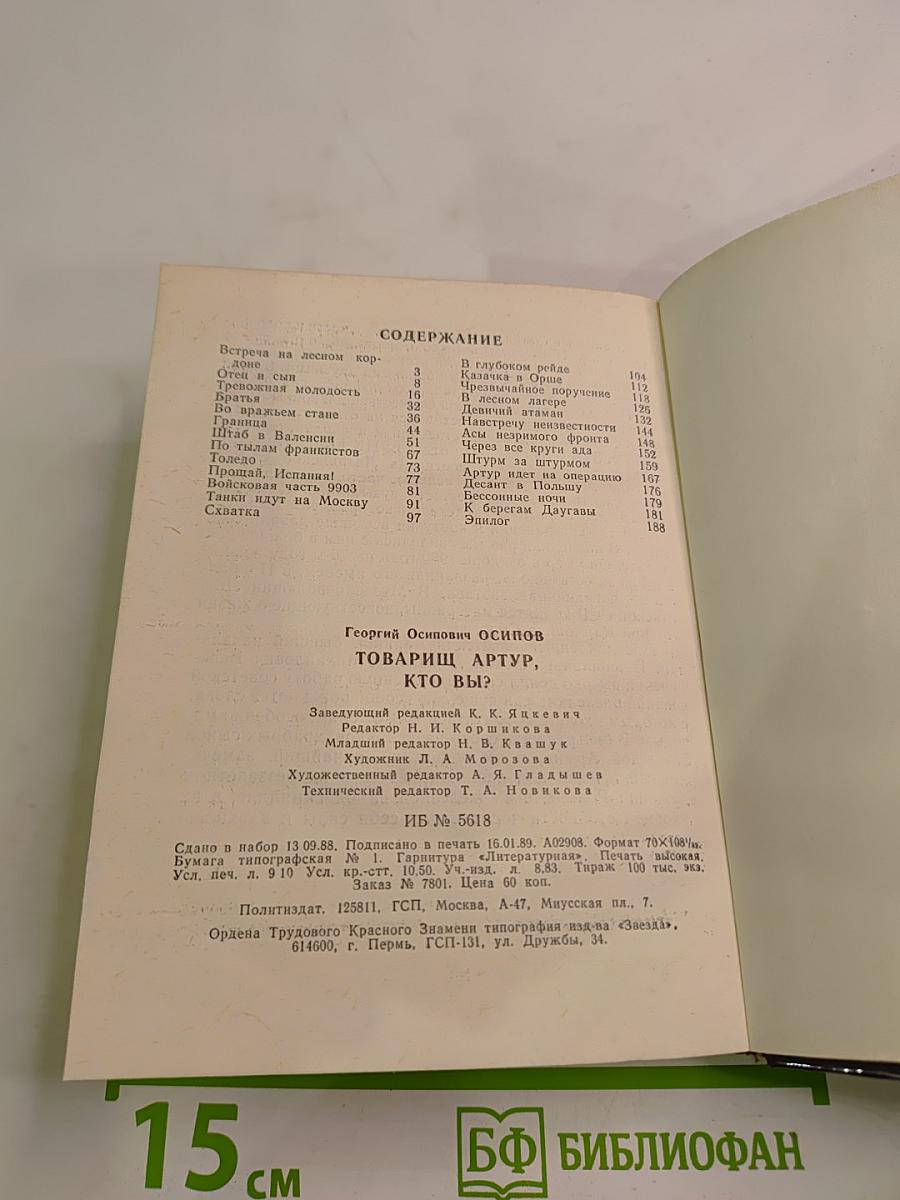 СОДЕРЖАНИЕ
Встреча на лесном кор-
доне 3
Отец и сын 8
Тревожная молодость 16
Братья 32
Во вражьем стане 36
Граница 44
Штаб в Валенсии 51
По тылам франкистов 67
Толедо 73
Прощай, Испания! 77
Войсковая часть 9903 81
Танки идут на Москву 91
Схватка 97
В глубоком рейде 104
Казачка в Орше 112
Чрезвычайное поручение 118
В лесном лагере 126
Девичий атаман 132
Навстречу неизвестности 144
Асы незримого фронта 148
Через все круги ада 152
Штурм за штурмом 159
Артур идет на операцию 167
Десант в Польшу 176
Бессонные ночи 179
К берегам Даугавы 181
Эпилог 188
Георгий Осипович ОСИПОВ
ТОВАРИЩ АРТУР,
КТО ВЫ?
Заведующий редакцией К. К. Яцкевич
Редактор Н. И. Коршикова
Младший редактор Н. В. Квашук
Художник Л. А. Морозова
Художественный редактор А. Я. Гладышев
Технический редактор Т. А. Новикова
ИБ № 5618
Сдано в набор 13 09.88. Подписано в печать 16.01.89. А02908. Формат 70×108¹/₃₂.
Бумага типографская № 1. Гарнитура «Литературная». Печать высокая.
Усл. печ. л. 9 10 Усл. кр.-отт. 10,50. Уч.-изд. л. 8,83. Тираж 100 тыс. экз.
Заказ № 7801. Цена 60 коп.
Политиздат. 125811, ГСП, Москва, А-47, Миусская пл., 7.
Ордена Трудового Красного Знамени типография изд-ва «Звезда».
614600, г. Пермь, ГСП-131, ул. Дружбы, 34.
15 см
БФ БИБЛИОФАН